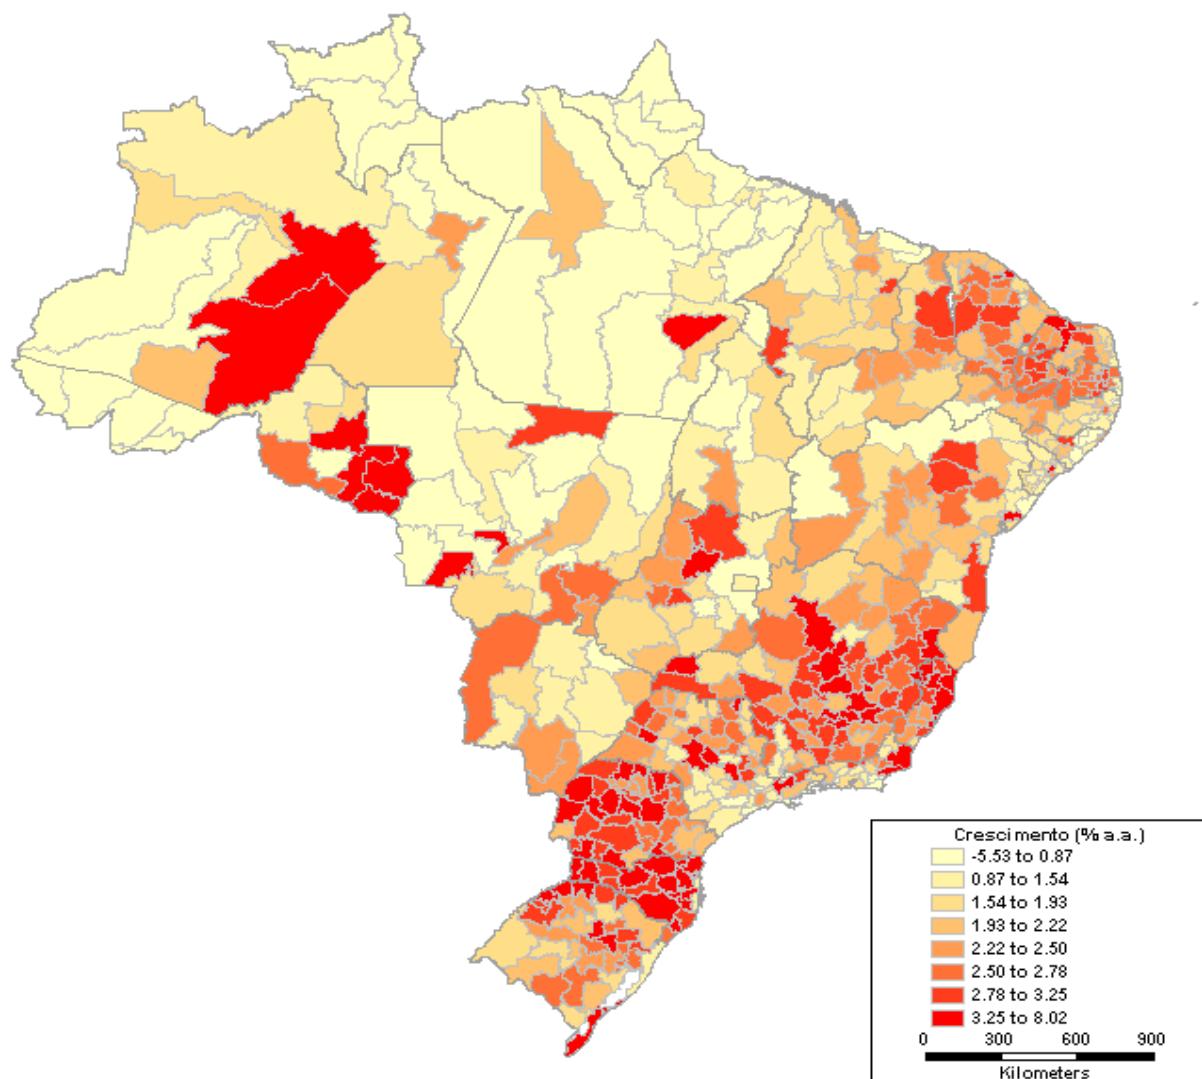 Crescimento (% a.a.)
-5.53 to 0.87
0.87 to 1.54
1.54 to 1.93
1.93 to 2.22
2.22 to 2.50
2.50 to 2.78
2.78 to 3.25
3.25 to 8.02
0 300 600 900
Kilometers